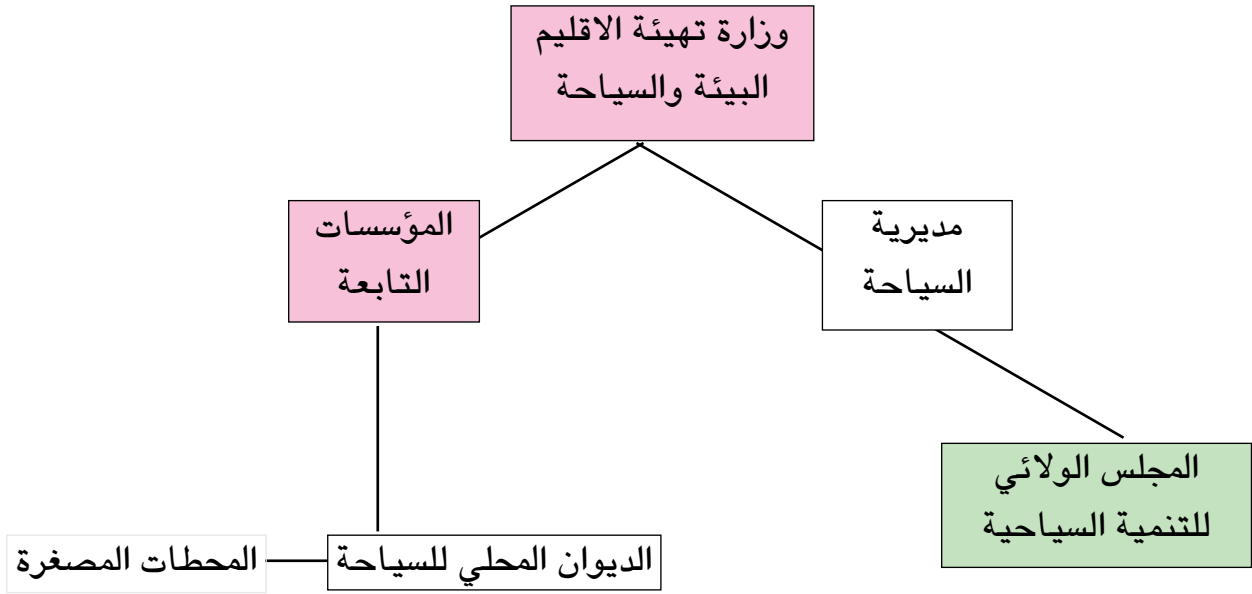 وزارة تهيئة الاقليم
البيئة والسياحة
مديرية
السياحة
المؤسسات
التابعة
المجلس الولائي
للتنمية السياحية
الديوان المحلي للسياحة
المحطات المصغرة